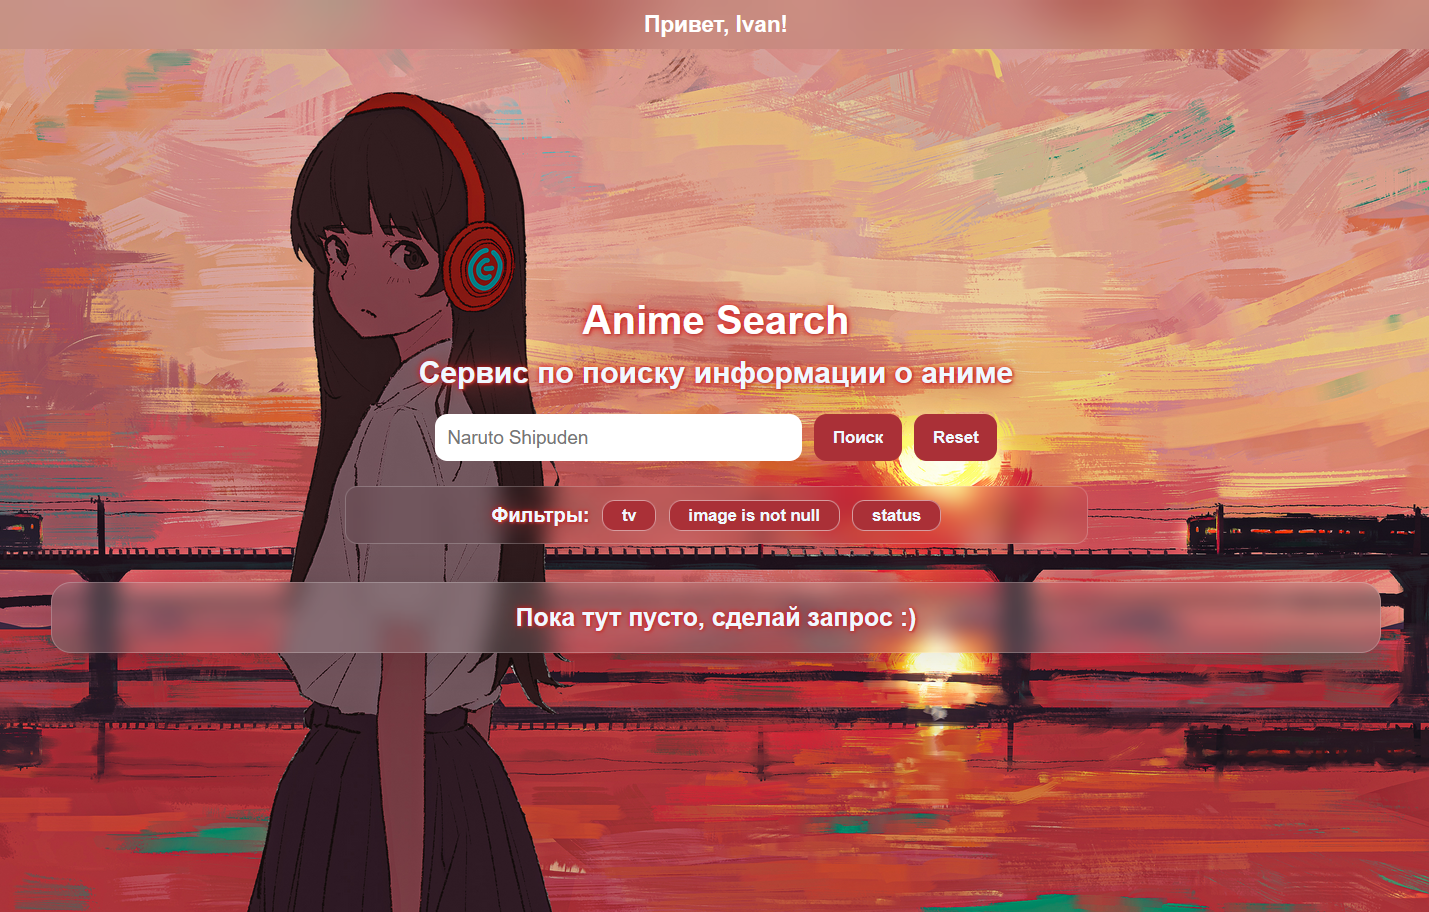 Привет, Ivan!
Anime Search
Сервис по поиску информации о аниме
Naruto Shipuden Поиск Reset
Фильтры: tv image is not null status
Пока тут пусто, сделай запрос :)